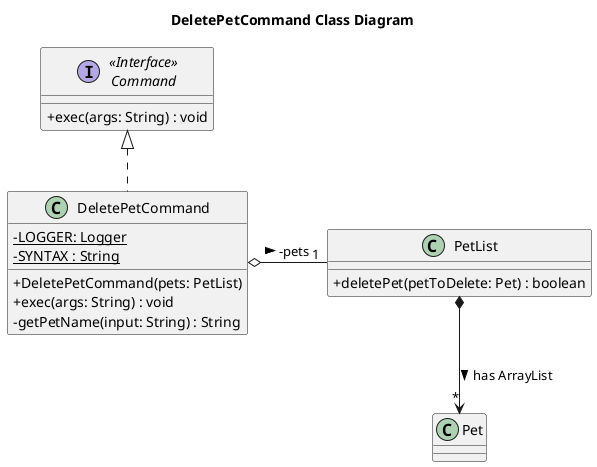 DeletePetCommand Class Diagram
I
«Interface»
Command
+exec(args: String) : void
C
DeletePetCommand
-LOGGER: Logger
-SYNTAX : String
+DeletePetCommand(pets: PetList)
+exec(args: String) : void
-getPetName(input: String) : String
-pets
1
C
PetList
+deletePet(petToDelete: Pet) : boolean
has ArrayList
*
C
Pet